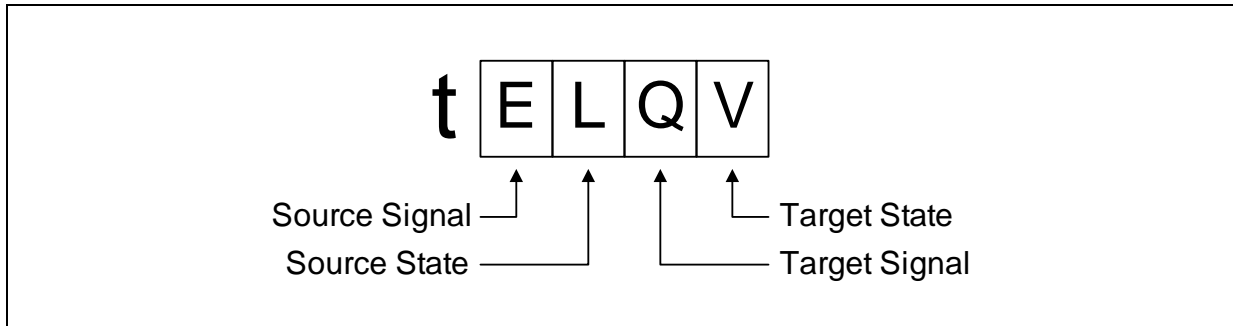 t E L Q V
Source Signal Target State
Source State Target Signal